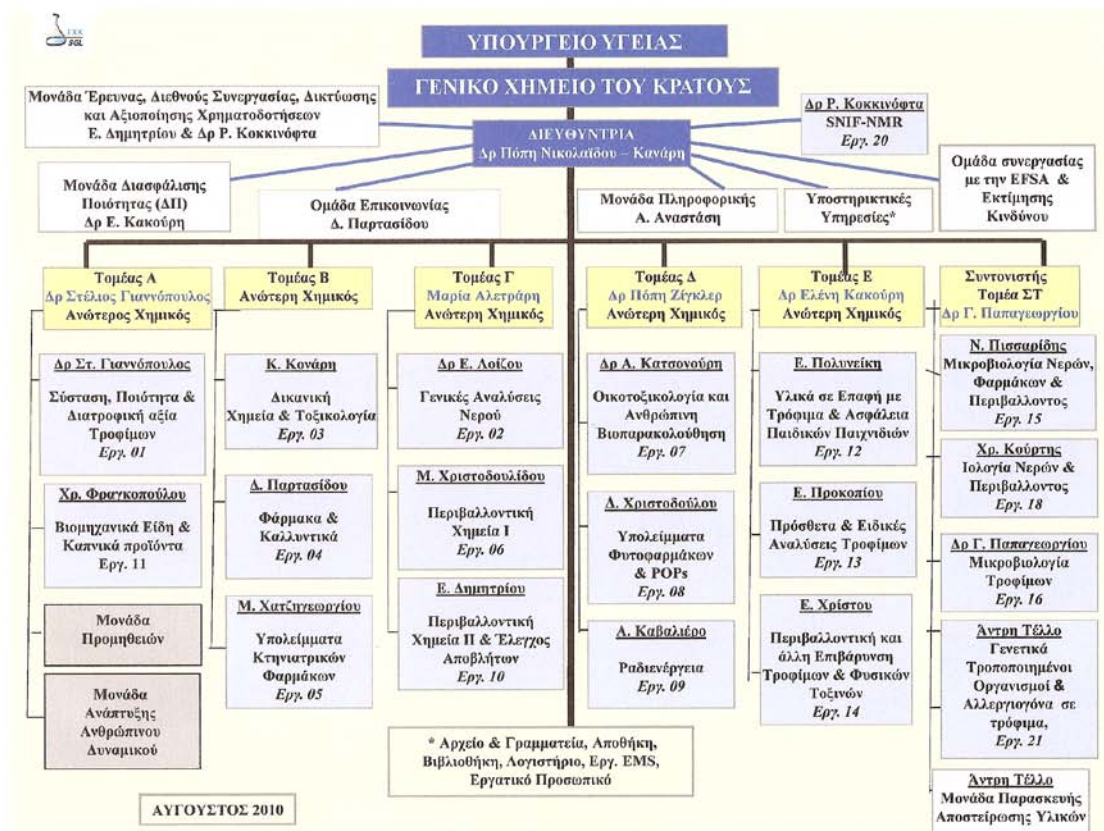 ΓΧΚ
SGL
ΥΠΟΥΡΓΕΙΟ ΥΓΕΙΑΣ
ΓΕΝΙΚΟ ΧΗΜΕΙΟ ΤΟΥ ΚΡΑΤΟΥΣ
ΔΙΕΥΘΥΝΤΡΙΑ
Δρ Πόπη Νικολαΐδου – Κανάρη
Μονάδα Έρευνας, Διεθνούς Συνεργασίας, Δικτύωσης
και Αξιοποίησης Χρηματοδοτήσεων
Ε. Δημητρίου & Δρ Ρ. Κοκκινόφτα
Δρ Ρ. Κοκκινόφτα
SNIF-NMR
Εργ. 20
Μονάδα Διασφάλισης
Ποιότητας (ΔΠ)
Δρ Ε. Κακούρη
Ομάδα Επικοινωνίας
Δ. Παρτασίδου
Μονάδα Πληροφορικής
Α. Αναστάση
Υποστηρικτικές
Υπηρεσίες*
Ομάδα συνεργασίας
με την EFSA &
Εκτίμησης
Κινδύνου
Τομέας Α
Δρ Στέλιος Γιαννόπουλος
Ανώτερος Χημικός
Δρ Στ. Γιαννόπουλος
Σύσταση, Ποιότητα &
Διατροφική αξία
Τροφίμων
Εργ. 01
Χρ. Φραγκοπούλου
Βιομηχανικά Είδη &
Καπνικά προϊόντα
Εργ. 11
Μονάδα
Προμηθειών
Μονάδα
Ανάπτυξης
Ανθρώπινου
Δυναμικού
Τομέας Β
Ανώτερη Χημικός
Κ. Κονάρη
Δικανική
Χημεία & Τοξικολογία
Εργ. 03
Δ. Παρτασίδου
Φάρμακα &
Καλλυντικά
Εργ. 04
Μ. Χατζηγεωργίου
Υπολείμματα
Κτηνιατρικών
Φαρμάκων
Εργ. 05
Τομέας Γ
Μαρία Αλετράρη
Ανώτερη Χημικός
Δρ Ε. Λοΐζου
Γενικές Αναλύσεις
Νερού
Εργ. 02
Μ. Χριστοδουλίδου
Περιβαλλοντική
Χημεία Ι
Εργ. 06
Ε. Δημητρίου
Περιβαλλοντική
Χημεία ΙΙ & Έλεγχος
Αποβλήτων
Εργ. 10
Τομέας Δ
Δρ Πόπη Ζίγκλερ
Ανώτερη Χημικός
Δρ Α. Κατσονούρη
Οικοτοξικολογία και
Ανθρώπινη
Βιοπαρακολούθηση
Εργ. 07
Δ. Χριστοδούλου
Υπολείμματα
Φυτοφαρμάκων
& POPs
Εργ. 08
Α. Καβαλιέρο
Ραδιενέργεια
Εργ. 09
Τομέας Ε
Δρ Ελένη Κακούρη
Ανώτερη Χημικός
Ε. Πολυνείκη
Υλικά σε Επαφή με
Τρόφιμα & Ασφάλεια
Παιδικών Παιχνιδιών
Εργ. 12
Ε. Προκοπίου
Πρόσθετα & Ειδικές
Αναλύσεις Τροφίμων
Εργ. 13
Ε. Χρίστου
Περιβαλλοντική και
άλλη Επιβάρυνση
Τροφίμων & Φυσικών
Τοξινών
Εργ. 14
Συντονιστής
Τομέα ΣΤ
Δρ Γ. Παπαγεωργίου
Ν. Πισσαρίδης
Μικροβιολογία Νερών,
Φαρμάκων &
Περιβαλλοντος
Εργ. 15
Χρ. Κούρτης
Ιολογία Νερών &
Περιβαλλοντος
Εργ. 18
Δρ Γ. Παπαγεωργίου
Μικροβιολογία
Τροφίμων
Εργ. 16
Άντρη Τέλλο
Γενετικά
Τροποποιημένοι
Οργανισμοί &
Αλλεργιογόνα σε
τρόφιμα,
Εργ. 21
Άντρη Τέλλο
Μονάδα Παρασκευής
Αποστείρωσης Υλικών
* Αρχείο & Γραμματεία, Αποθήκη,
Βιβλιοθήκη, Λογιστήριο, Εργ. EMS,
Εργατικό Προσωπικό
ΑΥΓΟΥΣΤΟΣ 2010